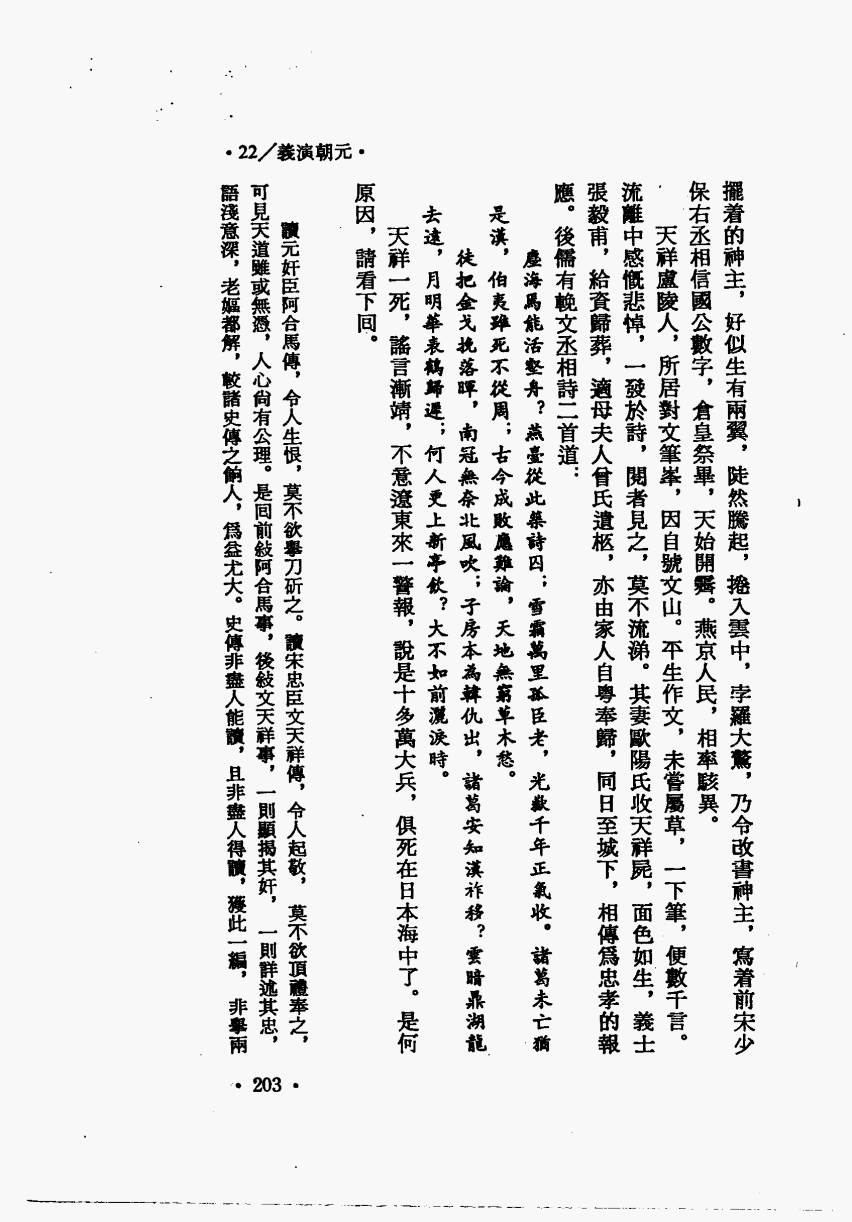 •22／義演朝元•
擺着的神主，好似生有兩翼，陡然騰起，捲入雲中，孛羅大驚，乃令改書神主，寫着前宋少
保右丞相信國公數字，倉皇祭畢，天始開霽。燕京人民，相率駭異。
天祥盧陵人，所居對文筆峯，因自號文山。平生作文，未嘗屬草，一下筆，便數千言。
流離中感慨悲悼，一發於詩，閱者見之，莫不流涕。其妻歐陽氏收天祥屍，面色如生，義士
張毅甫，給資歸葬，適母夫人曾氏遺柩，亦由家人自粵奉歸，同日至城下，相傳爲忠孝的報
應。後儒有輓文丞相詩二首道：
塵海焉能活壑舟？燕臺從此築詩囚；雪霜萬里孤臣老，光嶽千年正氣收。諸葛未亡猶
是漢，伯夷雖死不從周；古今成敗應難論，天地無窮草木愁。
徒把金戈挽落暉，南冠無奈北風吹；子房本為韓仇出，諸葛安知漢祚移？雲暗鼎湖龍
去遠，月明華表鶴歸遲；何人更上新亭飲？大不如前灑淚時。
天祥一死，謠言漸靖，不意遼東來一警報，說是十多萬大兵，俱死在日本海中了。是何
原因，請看下回。
讀元奸臣阿合馬傳，令人生恨，莫不欲擧刀斫之。讀宋忠臣文天祥傳，令人起敬，莫不欲頂禮奉之，
可見天道雖或無憑，人心尙有公理。是回前敍阿合馬事，後敍文天祥事，一則顯揭其奸，一則詳述其忠，
語淺意深，老嫗都解，較諸史傳之餉人，爲益尤大。史傳非盡人能讀，且非盡人得讀，獲此一編，非擧兩
•203•